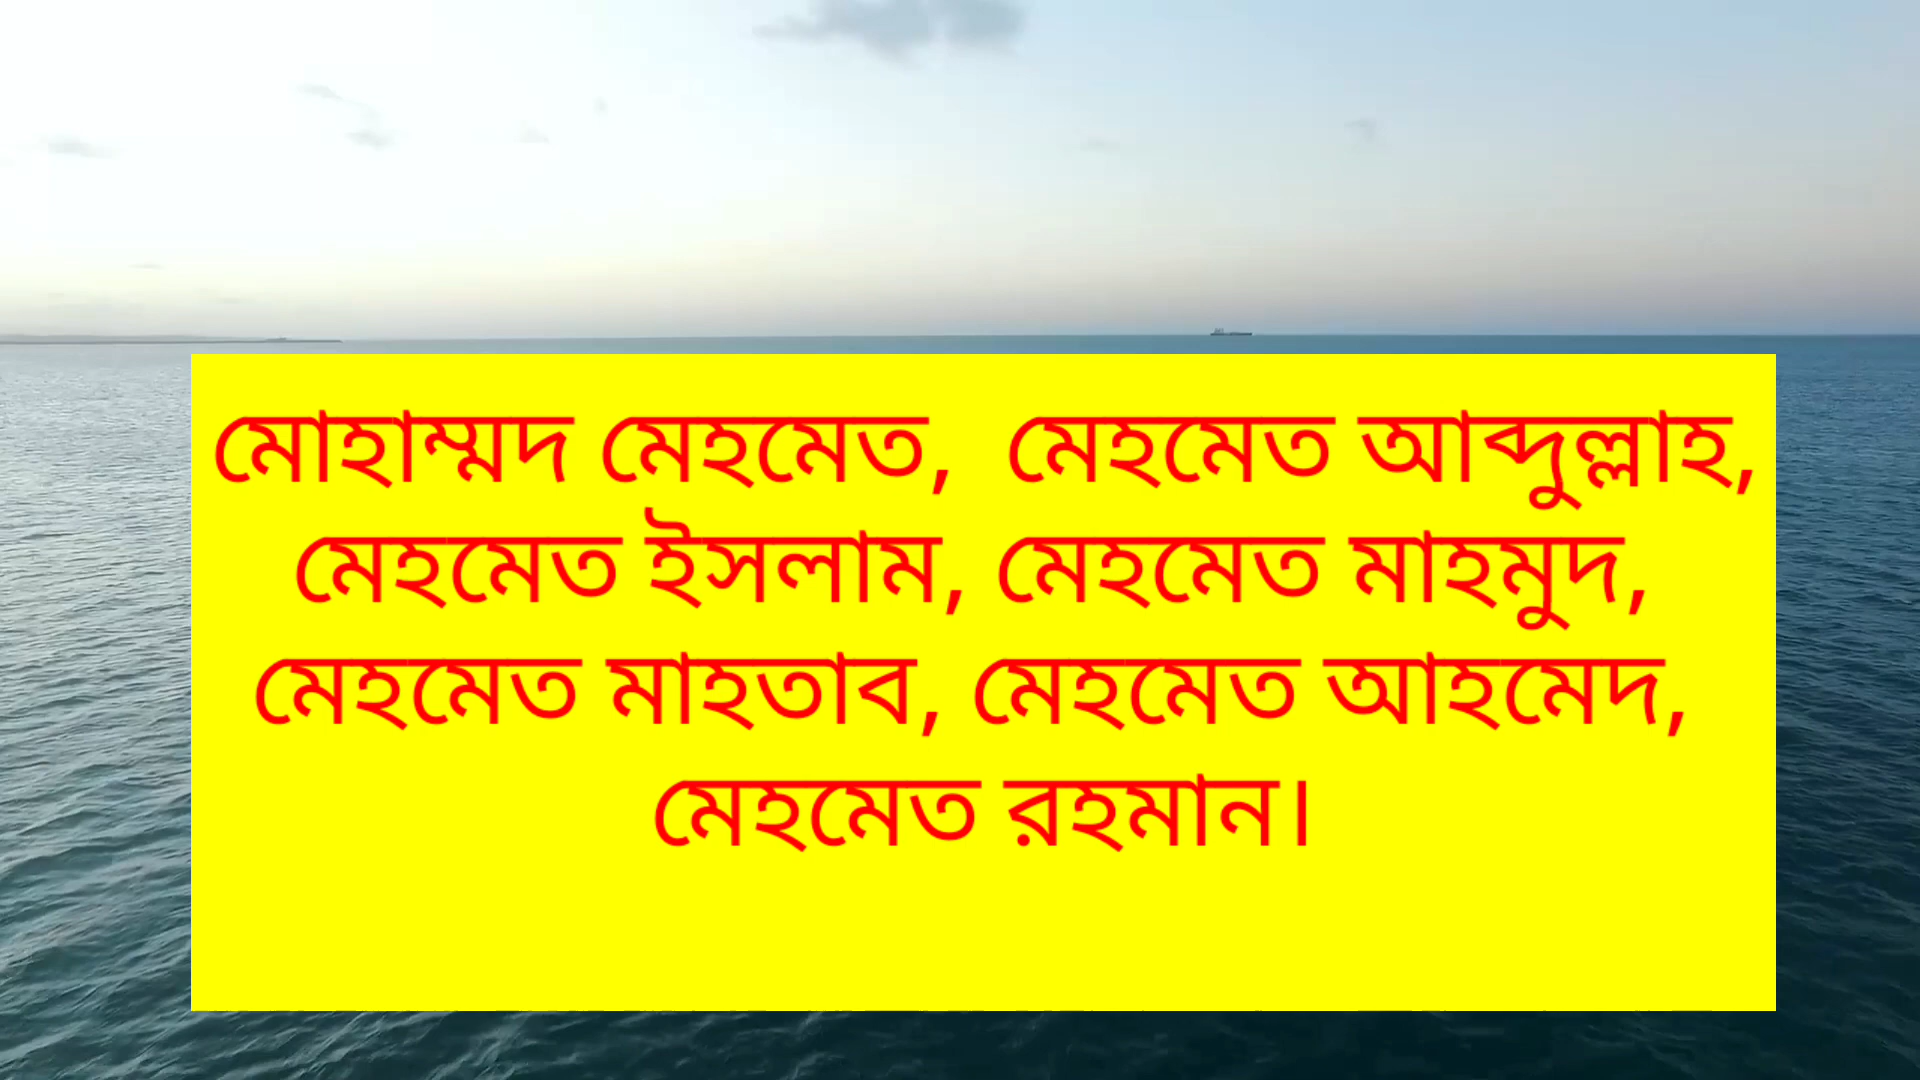 মোহাম্মদ মেহমেত,  মেহমেত আব্দুল্লাহ,
মেহমেত ইসলাম, মেহমেত মাহমুদ,
মেহমেত মাহতাব, মেহমেত আহমেদ,
মেহমেত রহমান।